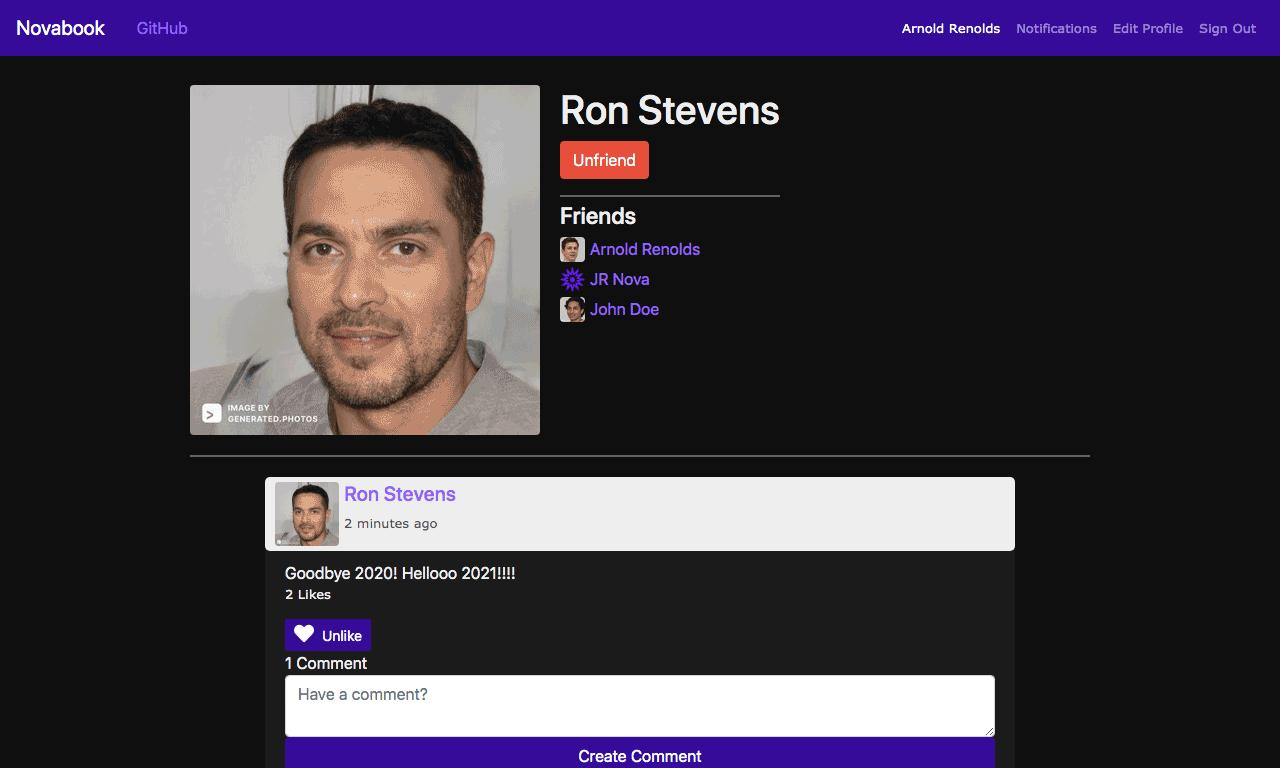 Novabook GitHub Arnold Renolds Notifications Edit Profile Sign Out
Ron Stevens
Unfriend
Friends
Arnold Renolds
JR Nova
John Doe
IMAGE BY
GENERATED.PHOTOS
Ron Stevens
2 minutes ago
Goodbye 2020! Hellooo 2021!!!!
2 Likes
Unlike
1 Comment
Have a comment?
Create Comment